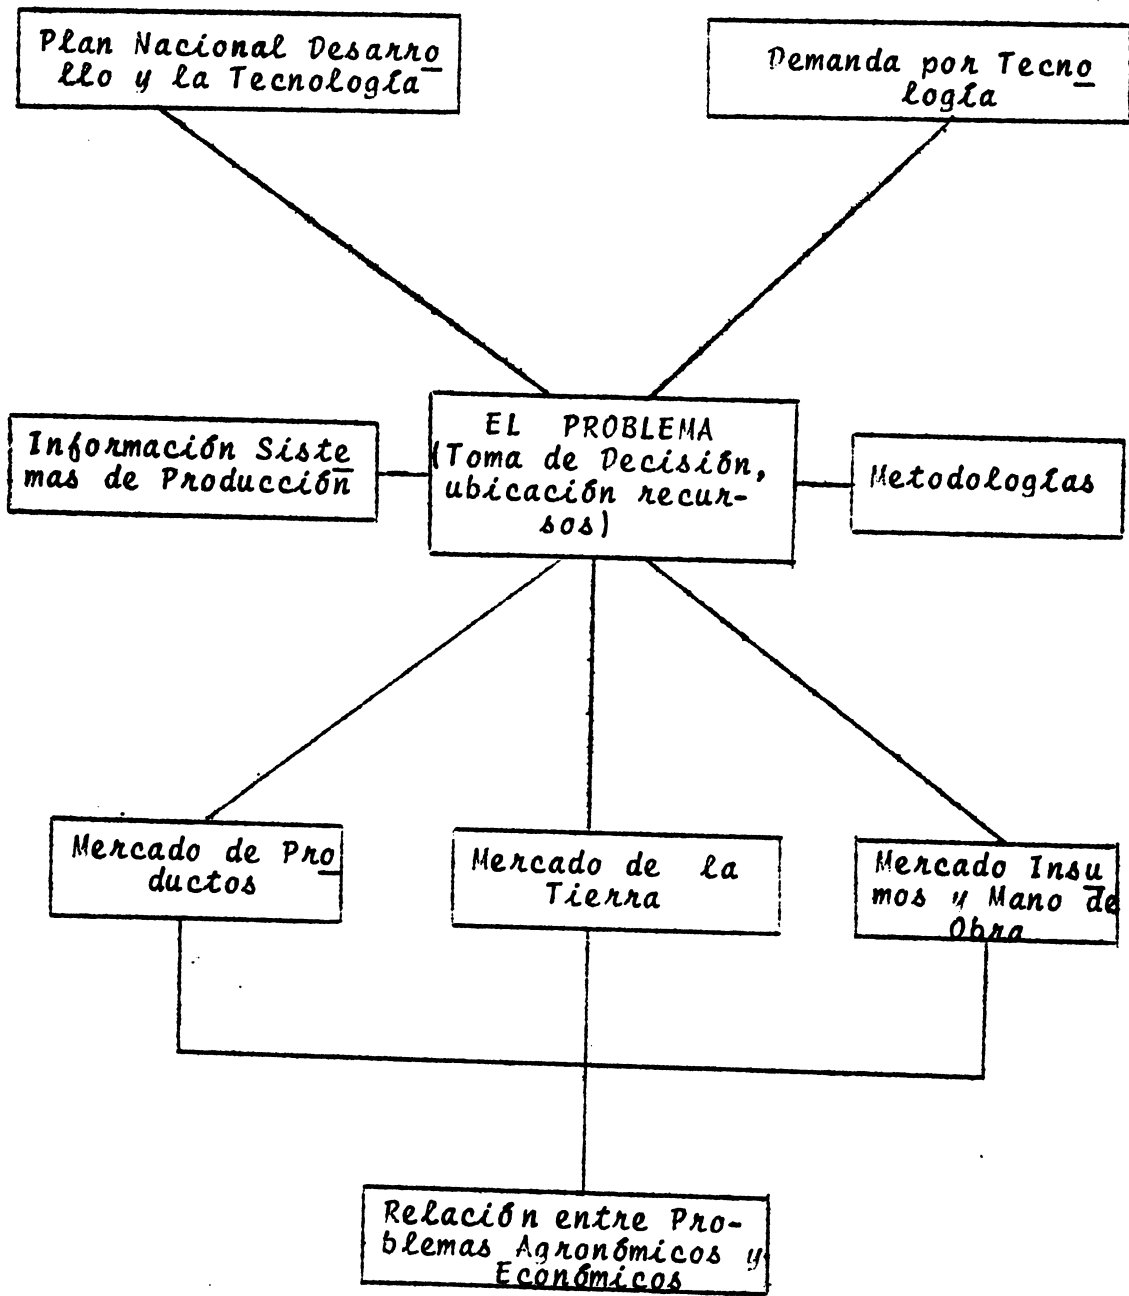 Plan Nacional Desarro
llo y la Tecnología
Demanda por Tecno
logía
EL PROBLEMA
(Toma de Decisión,
ubicación recur-
sos)
Información Siste
mas de Producción
Metodologías
Mercado de Pro
ductos
Mercado de la
Tierra
Mercado Insu
mos y Mano de
Obra
Relación entre Pro-
blemas Agronómicos y
Económicos